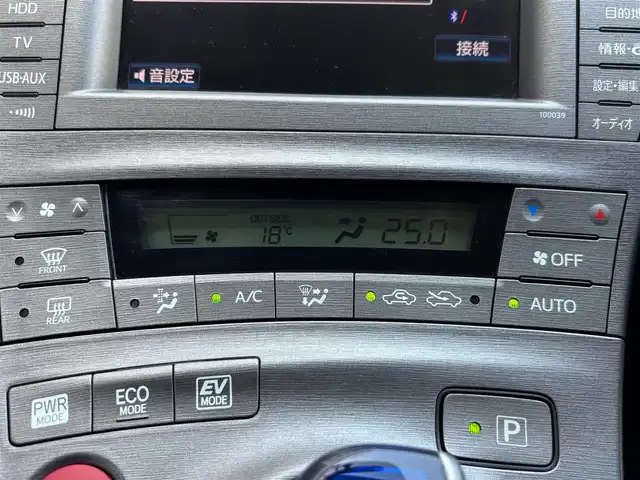 HDD
TV
USB·AUX
音設定
接続
100039
目的地
情報・G
設定・編集
オーディオ
OUTSIDE
18℃
25.0
FRONT
OFF
REAR
A/C
AUTO
PWR
MODE
ECO
MODE
EV
MODE
P